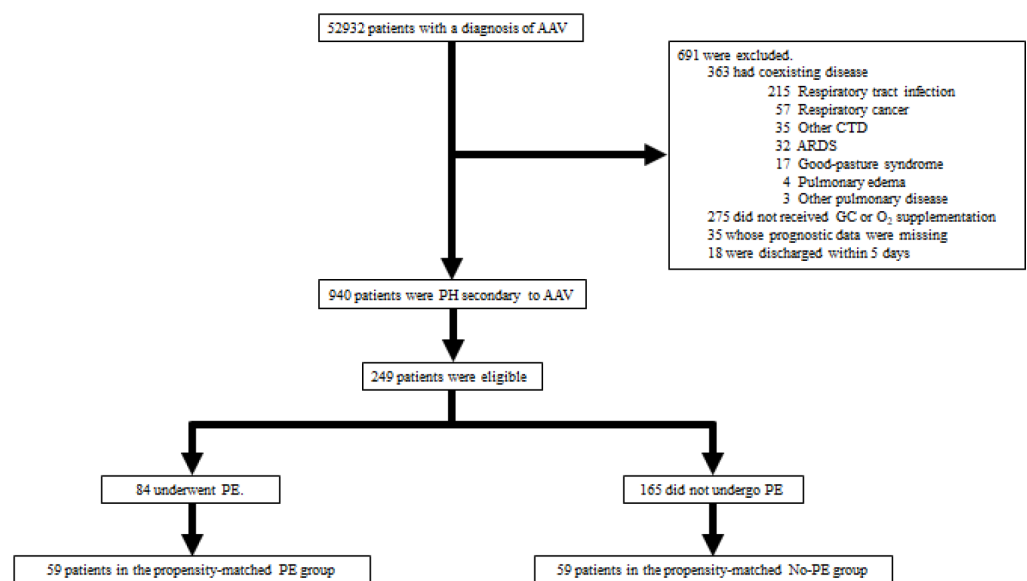 52932 patients with a diagnosis of AAV
691 were excluded.
363 had coexisting disease
215 Respiratory tract infection
57 Respiratory cancer
35 Other CTD
32 ARDS
17 Good-pasture syndrome
4 Pulmonary edema
3 Other pulmonary disease
275 did not received GC or O₂ supplementation
35 whose prognostic data were missing
18 were discharged within 5 days
940 patients were PH secondary to AAV
249 patients were eligible
84 underwent PE.
165 did not undergo PE
59 patients in the propensity-matched PE group
59 patients in the propensity-matched No-PE group